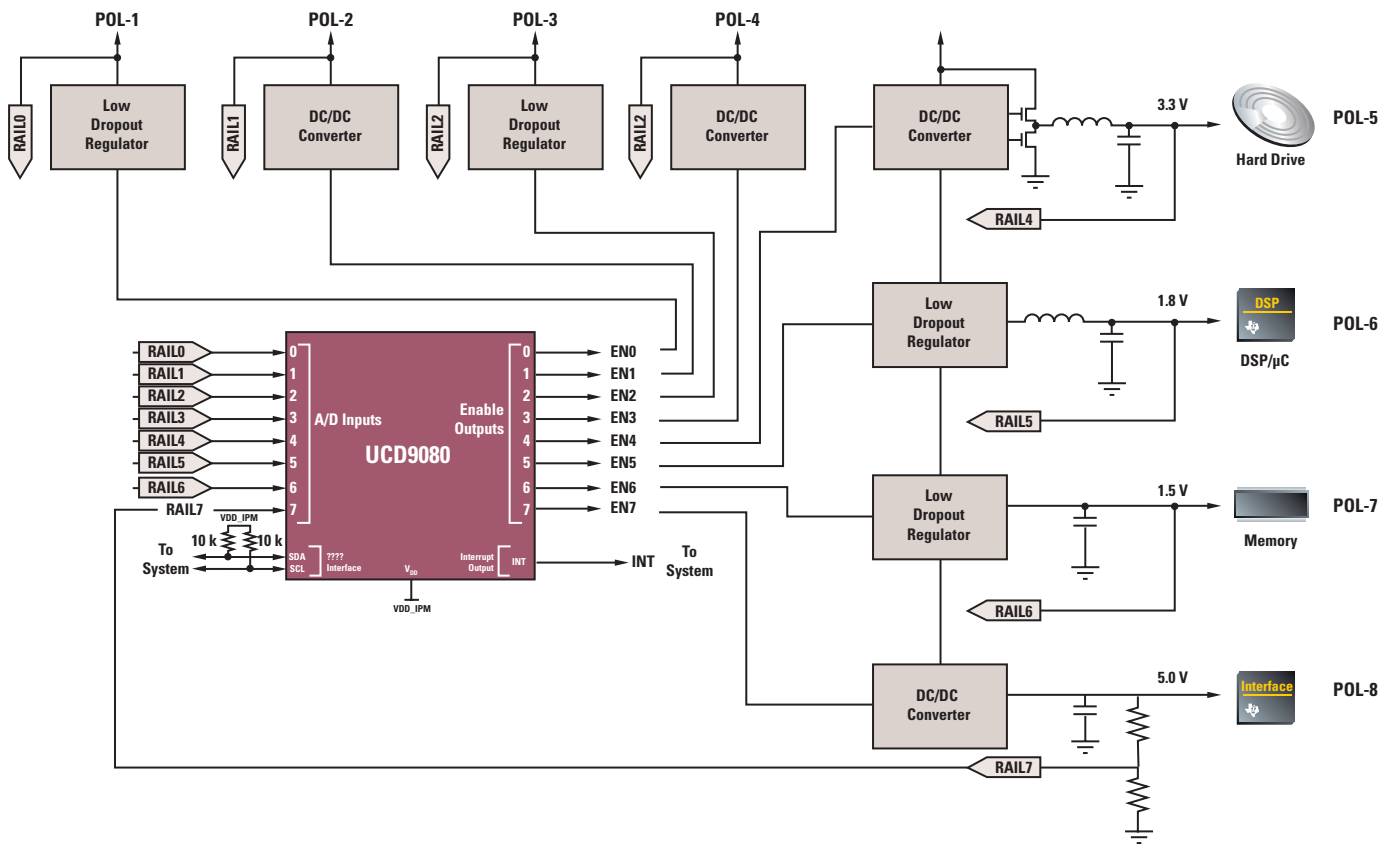 POL-1
POL-2
POL-3
POL-4
RAIL0
Low
Dropout
Regulator
RAIL1
DC/DC
Converter
RAIL2
Low
Dropout
Regulator
RAIL2
DC/DC
Converter
DC/DC
Converter
3.3 V
Hard Drive
POL-5
RAIL4
Low
Dropout
Regulator
1.8 V
DSP
DSP/µC
POL-6
RAIL5
Low
Dropout
Regulator
1.5 V
Memory
POL-7
RAIL6
DC/DC
Converter
5.0 V
Interface
POL-8
RAIL7
RAIL0
RAIL1
RAIL2
RAIL3
RAIL4
RAIL5
RAIL6
RAIL7
0
1
2
3
4
5
6
7
A/D Inputs
UCD9080
Enable
Outputs
0
1
2
3
4
5
6
7
EN0
EN1
EN2
EN3
EN4
EN5
EN6
EN7
VDD_IPM
10 k
10 k
To
System
SDA
SCL
????
Interface
VDD
VDD_IPM
Interrupt
Output
INT
INT
To
System